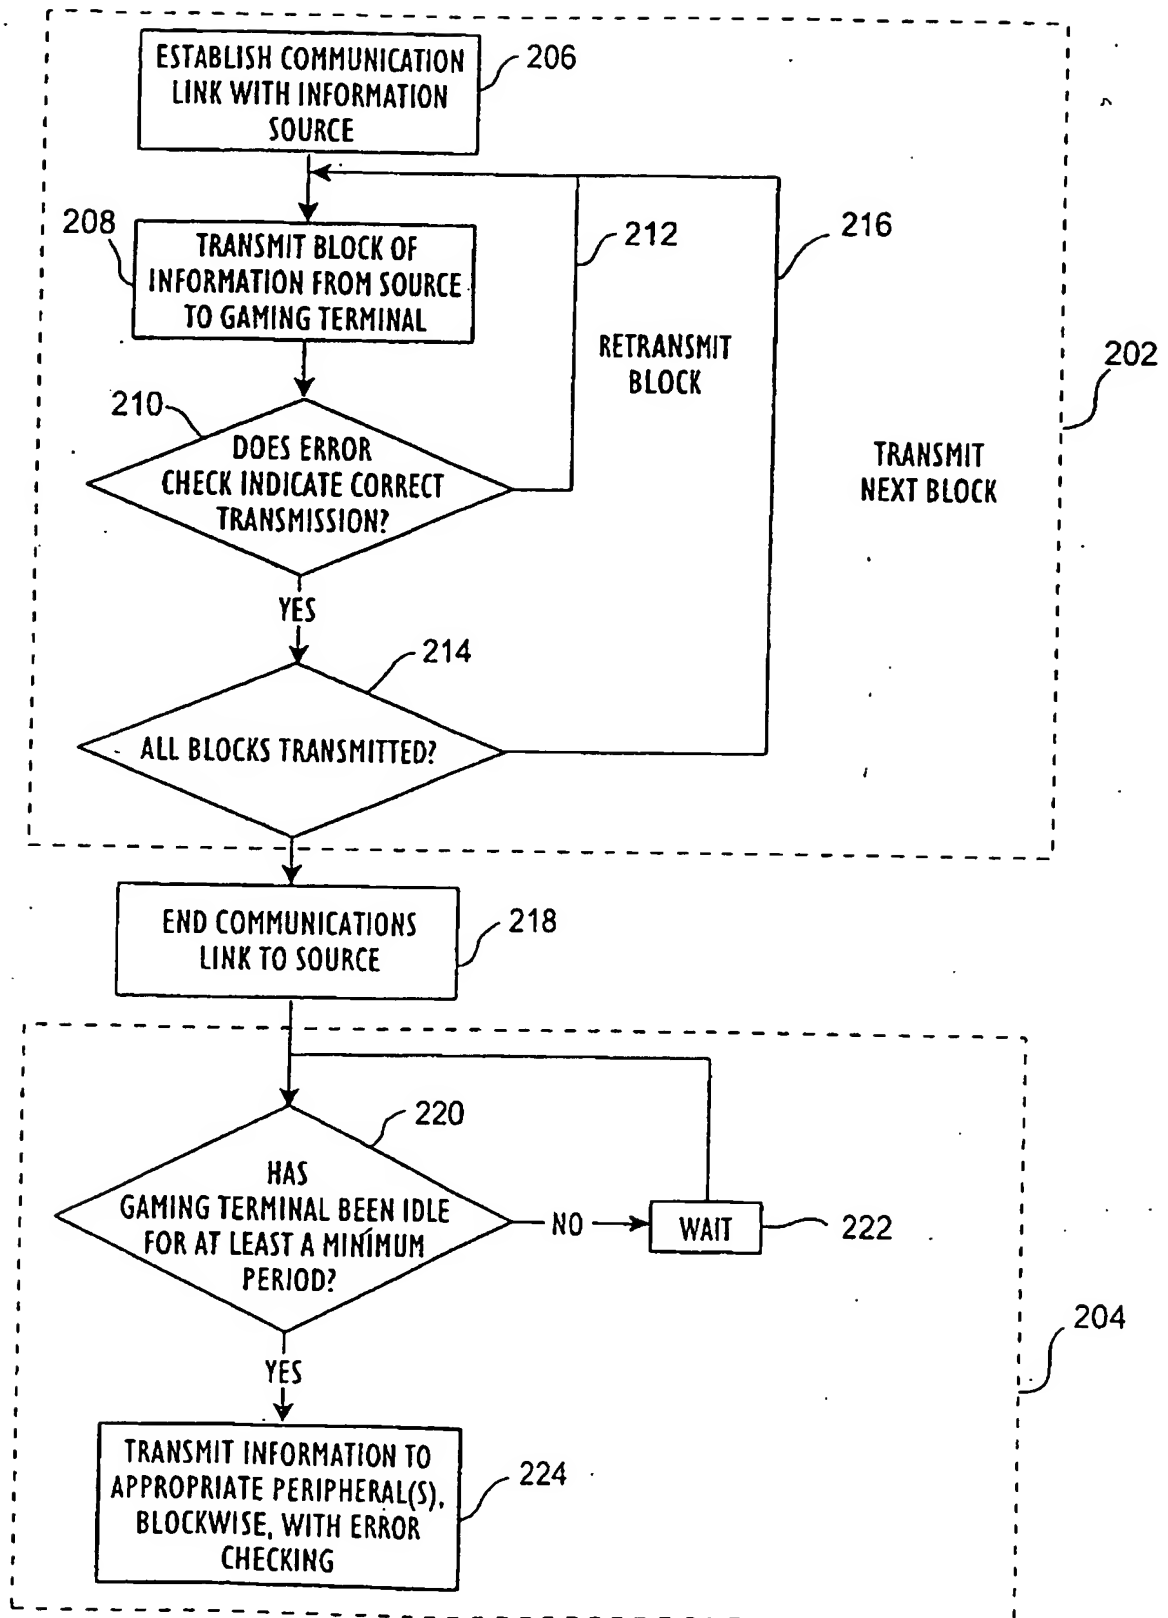 ESTABLISH COMMUNICATION
LINK WITH INFORMATION
SOURCE
206
208
TRANSMIT BLOCK OF
INFORMATION FROM SOURCE
TO GAMING TERMINAL
212
216
RETRANSMIT
BLOCK
202
210
DOES ERROR
CHECK INDICATE CORRECT
TRANSMISSION?
TRANSMIT
NEXT BLOCK
YES
214
ALL BLOCKS TRANSMITTED?
END COMMUNICATIONS
LINK TO SOURCE
218
220
HAS
GAMING TERMINAL BEEN IDLE
FOR AT LEAST A MINIMUM
PERIOD?
NO
WAIT
222
204
YES
TRANSMIT INFORMATION TO
APPROPRIATE PERIPHERAL(S),
BLOCKWISE, WITH ERROR
CHECKING
224